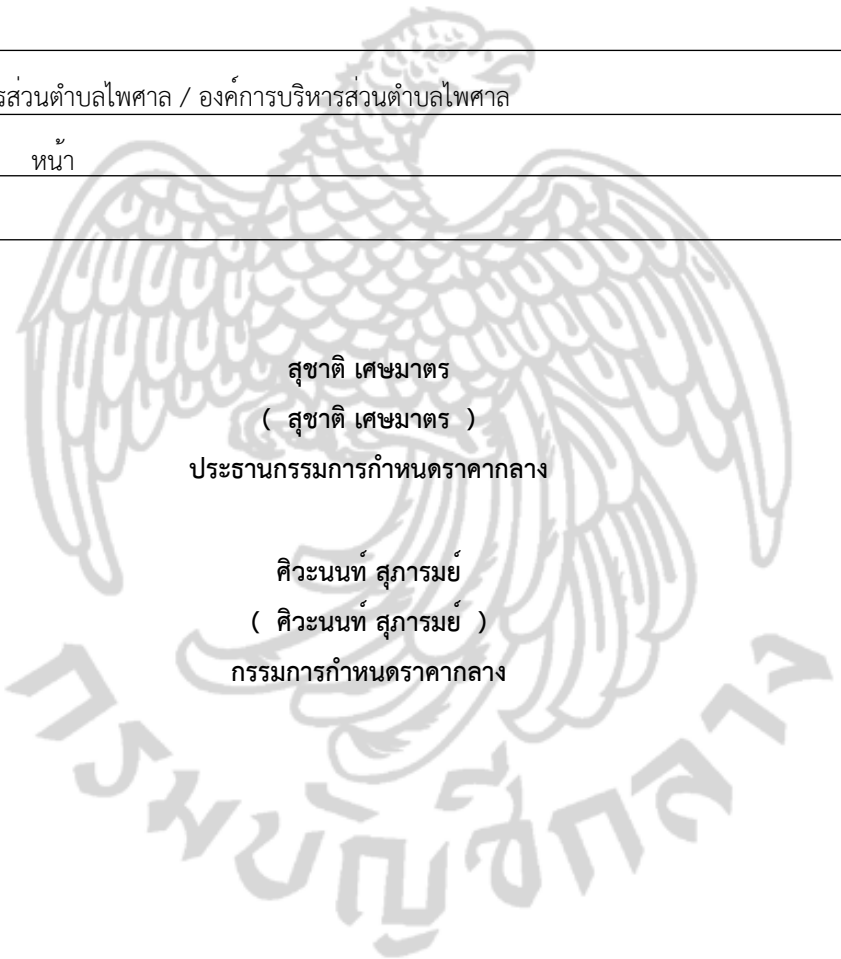 รส่วนตำบลไพศาล / องค์การบริหารส่วนตำบลไพศาล
หน้า
สุชาติ เศษมาตร
( สุชาติ เศษมาตร )
ประธานกรรมการกำหนดราคากลาง
ศิวะนนท์ สุภารมย์
( ศิวะนนท์ สุภารมย์ )
กรรมการกำหนดราคากลาง
กรมบัญชีกลาง